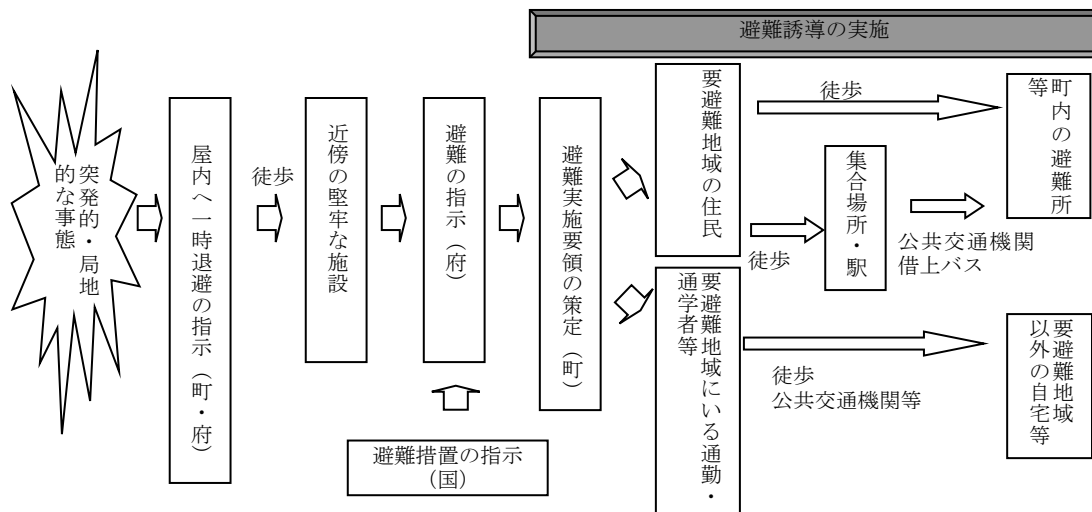 避難誘導の実施
突発的・局地
的な事態
屋内へ一時退避の指示（町・府）
徒歩
近傍の堅牢な施設
避難の指示（府）
避難措置の指示
（国）
避難実施要領の策定（町）
要避難地域の住民
徒歩
町内の避難所
等
徒歩
集合場所・駅
公共交通機関
借上バス
要避難地域にいる通勤・
通学者等
徒歩
公共交通機関等
要避難地域
以外の自宅等